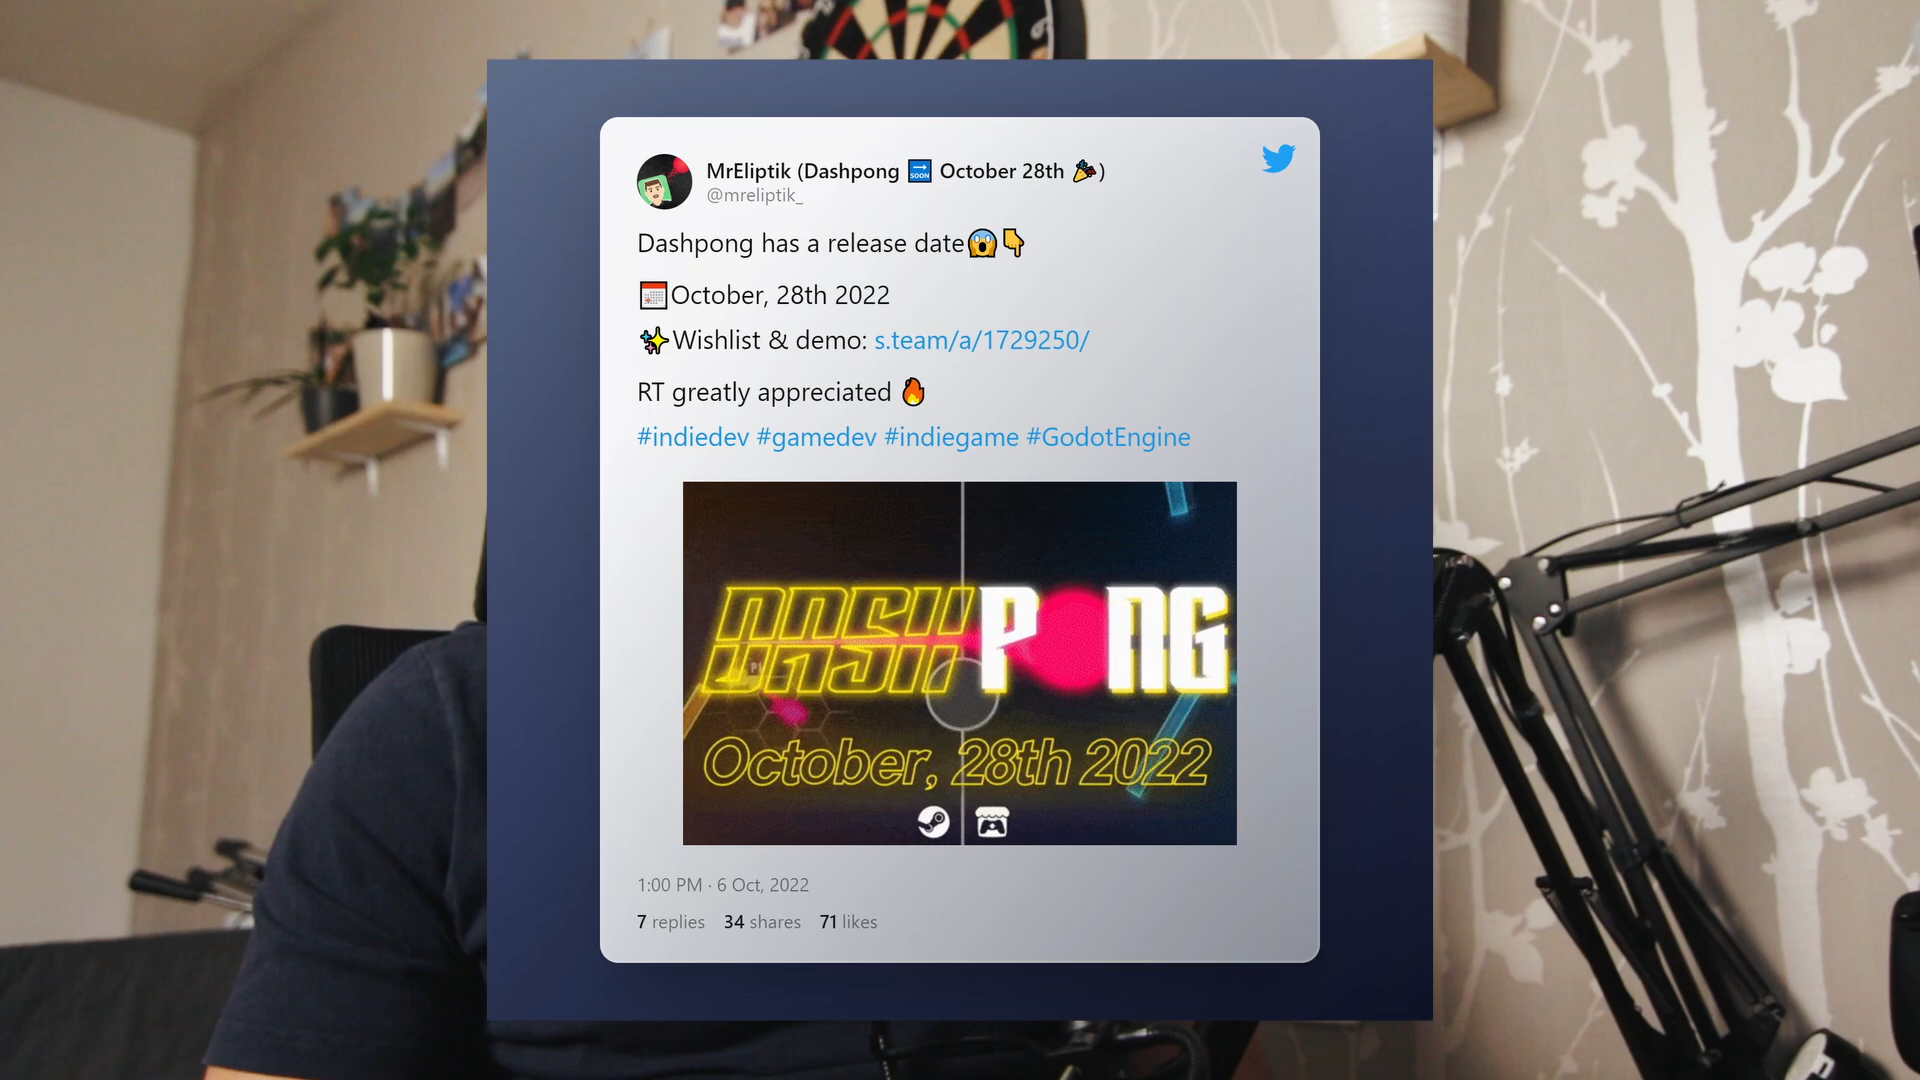 MrEliptik (Dashpong 🔜 October 28th 🎉)
@mreliptik_
Dashpong has a release date😱👇
📅October, 28th 2022
✨Wishlist & demo: s.team/a/1729250/
RT greatly appreciated 🔥
#indiedev #gamedev #indiegame #GodotEngine
DASHPONG
P1
October, 28th 2022
1:00 PM · 6 Oct, 2022
7 replies 34 shares 71 likes